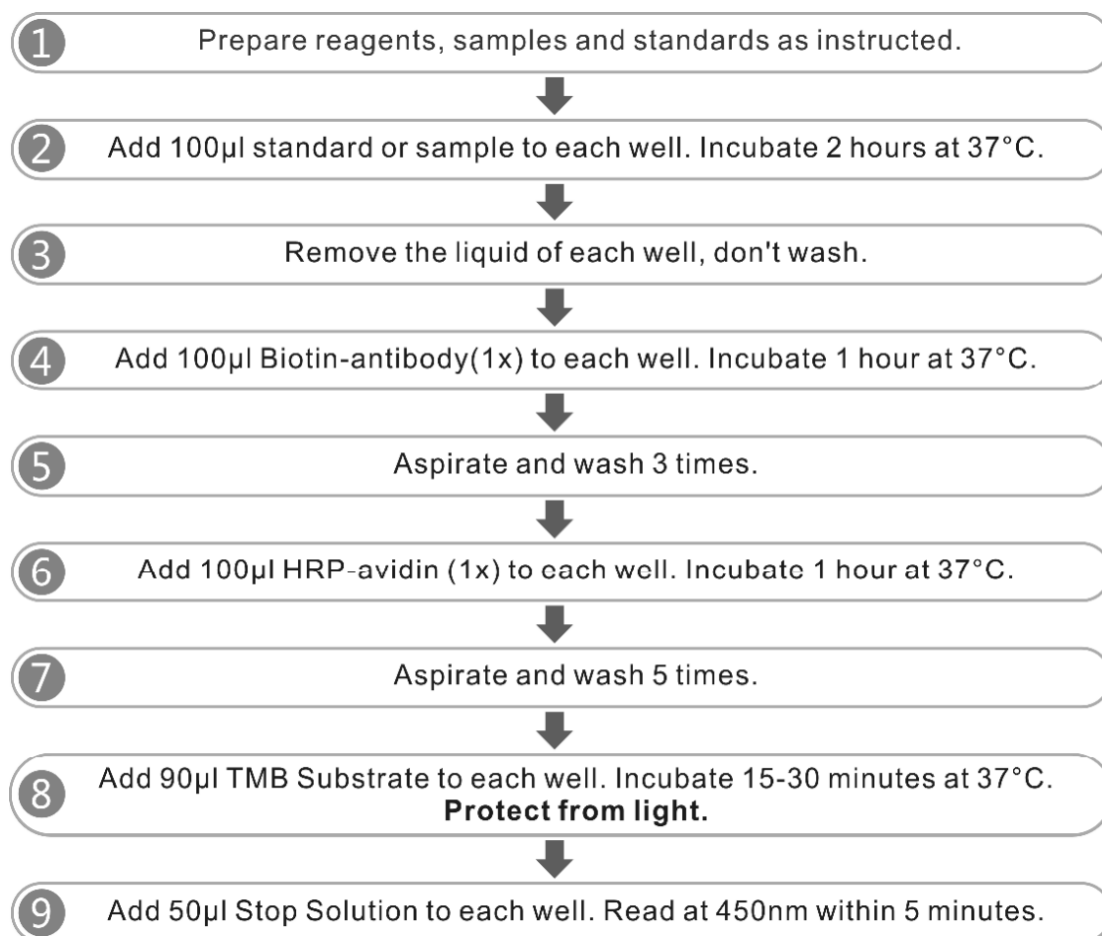 1 Prepare reagents, samples and standards as instructed.
2 Add 100µl standard or sample to each well. Incubate 2 hours at 37°C.
3 Remove the liquid of each well, don't wash.
4 Add 100µl Biotin-antibody(1x) to each well. Incubate 1 hour at 37°C.
5 Aspirate and wash 3 times.
6 Add 100µl HRP-avidin (1x) to each well. Incubate 1 hour at 37°C.
7 Aspirate and wash 5 times.
8 Add 90µl TMB Substrate to each well. Incubate 15-30 minutes at 37°C.
Protect from light.
9 Add 50µl Stop Solution to each well. Read at 450nm within 5 minutes.